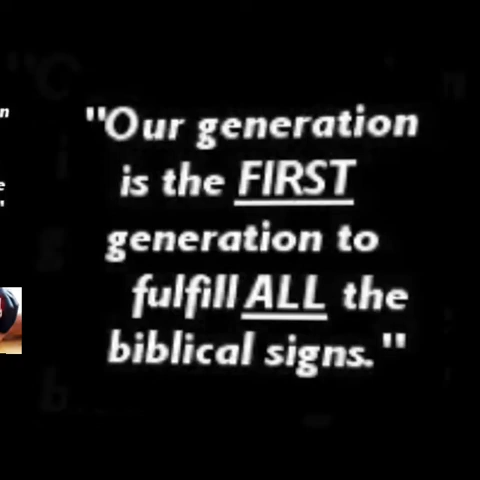 "Our generation
is the FIRST
generation to
fulfill ALL the
biblical signs."